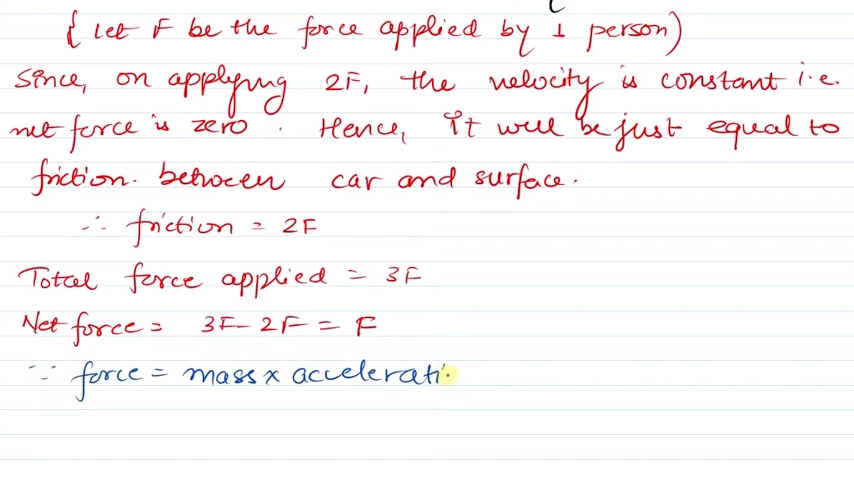 { Let F be the force applied by 1 person)
Since, on applying 2F, the velocity is constant i.e.
net force is zero. Hence, It will be just equal to
friction. between car and surface.
∴ friction = 2F
Total force applied = 3F
Net force = 3F - 2F = F
∵ force = mass x accelerati